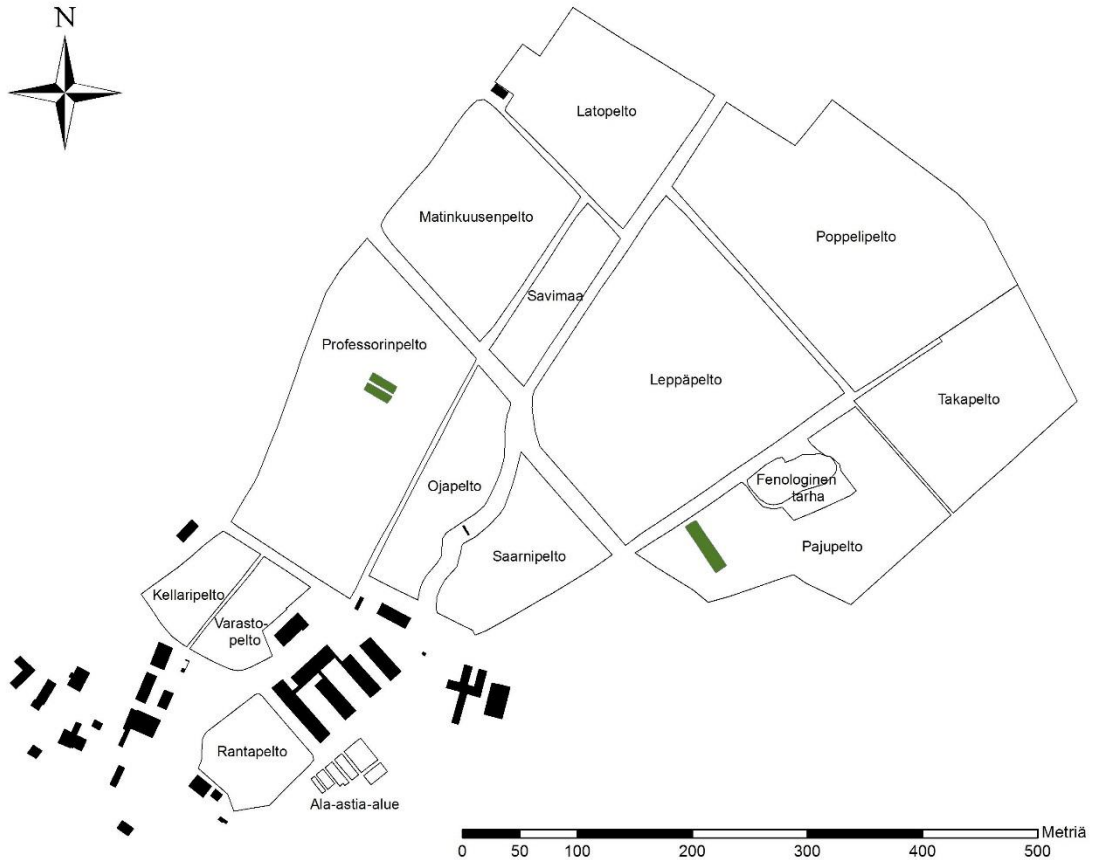 N
Latopelto
Matinkuusenpelto
Poppelipelto
Savimaa
Professorinpelto
Leppäpelto
Takapelto
Ojapelto
Fenologinen
tarha
Saarnipelto
Pajupelto
Kellaripelto
Varasto-
pelto
Rantapelto
Ala-astia-alue
Metriä
0 50 100 200 300 400 500